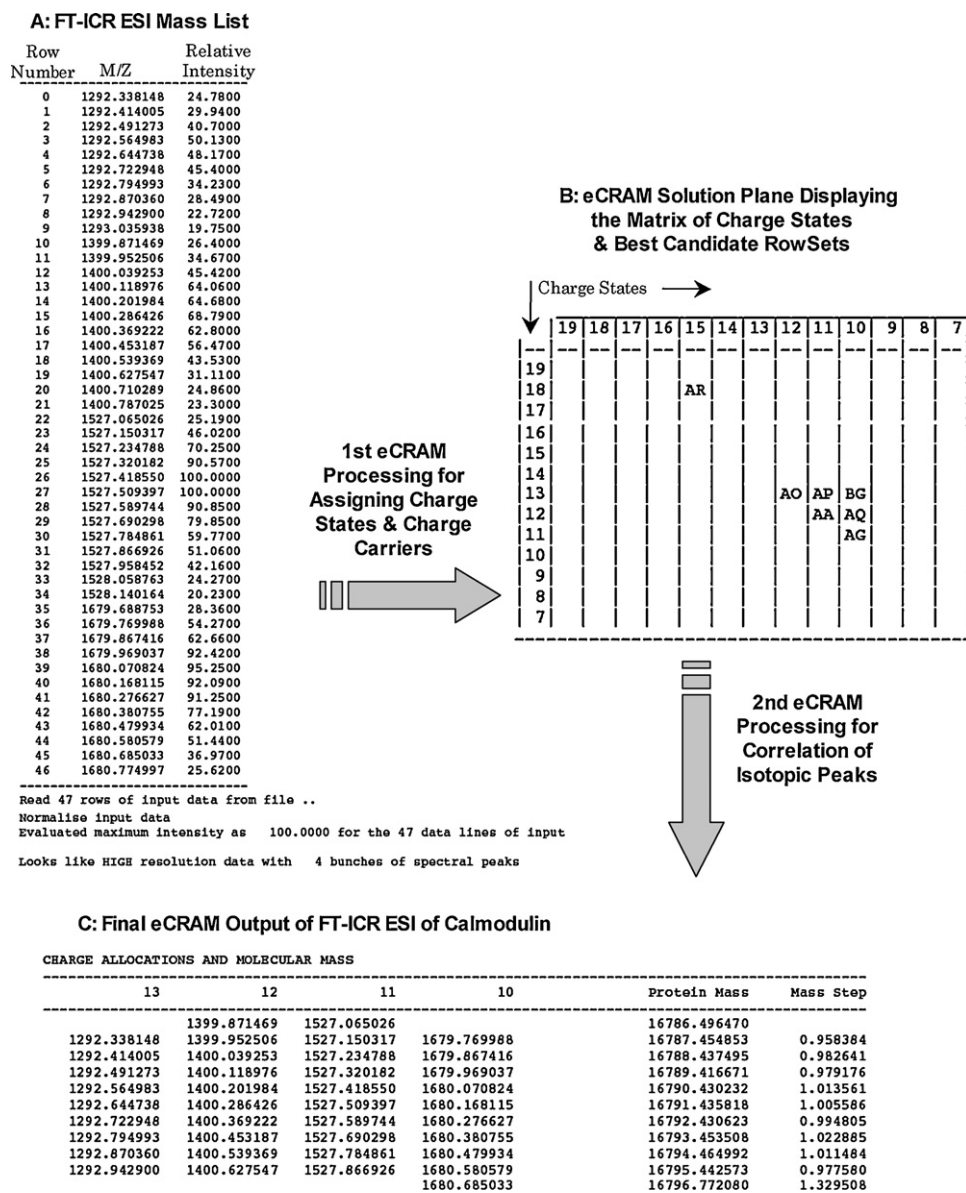 A: FT-ICR ESI Mass List
Row Relative
Number M/Z Intensity
0 1292.338148 24.7800
1 1292.414005 29.9400
2 1292.491273 40.7000
3 1292.564983 50.1300
4 1292.644738 48.1700
5 1292.722948 45.4000
6 1292.794993 34.2300
7 1292.870360 28.4900
8 1292.942900 22.7200
9 1293.035938 19.7500
10 1399.871469 26.4000
11 1399.952506 34.6700
12 1400.039253 45.4200
13 1400.118976 64.0600
14 1400.201984 64.6800
15 1400.286426 68.7900
16 1400.369222 62.8000
17 1400.453187 56.4700
18 1400.539369 43.5300
19 1400.627547 31.1100
20 1400.710289 24.8600
21 1400.787025 23.3000
22 1527.065026 25.1900
23 1527.150317 46.0200
24 1527.234788 70.2500
25 1527.320182 90.5700
26 1527.418550 100.0000
27 1527.509397 100.0000
28 1527.589744 90.8500
29 1527.690298 79.8500
30 1527.784861 59.7700
31 1527.866926 51.0600
32 1527.958452 42.1600
33 1528.058763 24.2700
34 1528.140164 20.2300
35 1679.688753 28.3600
36 1679.769988 54.2700
37 1679.867416 62.6600
38 1679.969037 92.4200
39 1680.070824 95.2500
40 1680.168115 92.0900
41 1680.276627 91.2500
42 1680.380755 77.1900
43 1680.479934 62.0100
44 1680.580579 51.4400
45 1680.685033 36.9700
46 1680.774997 25.6200
Read 47 rows of input data from file ..
Normalise input data
Evaluated maximum intensity as 100.0000 for the 47 data lines of input
Looks like HIGH resolution data with 4 bunches of spectral peaks
1st eCRAM
Processing for
Assigning Charge
States & Charge
Carriers
B: eCRAM Solution Plane Displaying
the Matrix of Charge States
& Best Candidate RowSets
Charge States
19 18 17 16 15 14 13 12 11 10 9 8 7
19
18 AR
17
16
15
14
13 AO AP BG
12 AA AQ
11 AG
10
9
8
7
2nd eCRAM
Processing for
Correlation of
Isotopic Peaks
C: Final eCRAM Output of FT-ICR ESI of Calmodulin
CHARGE ALLOCATIONS AND MOLECULAR MASS
13 12 11 10 Protein Mass Mass Step
1399.871469 1527.065026 16786.496470
1292.338148 1399.952506 1527.150317 1679.769988 16787.454853 0.958384
1292.414005 1400.039253 1527.234788 1679.867416 16788.437495 0.982641
1292.491273 1400.118976 1527.320182 1679.969037 16789.416671 0.979176
1292.564983 1400.201984 1527.418550 1680.070824 16790.430232 1.013561
1292.644738 1400.286426 1527.509397 1680.168115 16791.435818 1.005586
1292.722948 1400.369222 1527.589744 1680.276627 16792.430623 0.994805
1292.794993 1400.453187 1527.690298 1680.380755 16793.453508 1.022885
1292.870360 1400.539369 1527.784861 1680.479934 16794.464992 1.011484
1292.942900 1400.627547 1527.866926 1680.580579 16795.442573 0.977580
1680.685033 16796.772080 1.329508